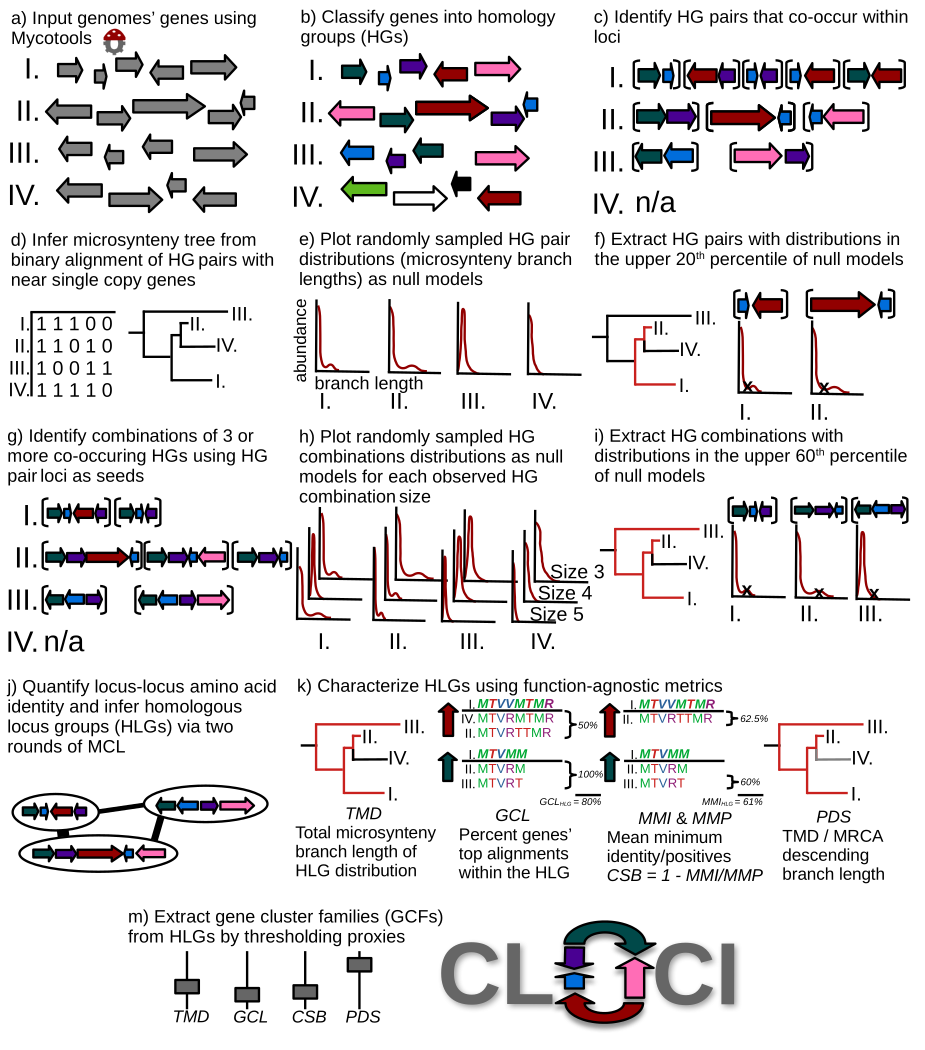 a) Input genomes' genes using
Mycotools
I.
II.
III.
IV.
b) Classify genes into homology
groups (HGs)
I.
II.
III.
IV.
c) Identify HG pairs that co-occur within
loci
I.
II.
III.
IV. n/a
d) Infer microsynteny tree from
binary alignment of HG pairs with
near single copy genes
I. 1 1 1 0 0
II. 1 1 0 1 0
III. 1 0 0 1 1
IV. 1 1 1 1 0
III.
II.
IV.
I.
e) Plot randomly sampled HG pair
distributions (microsynteny branch
lengths) as null models
abundance
branch length
I. II. III. IV.
f) Extract HG pairs with distributions in
the upper 20th percentile of null models
III.
II.
IV.
I.
x x
I. II.
g) Identify combinations of 3 or
more co-occuring HGs using HG
pair loci as seeds
I.
II.
III.
IV. n/a
h) Plot randomly sampled HG
combinations distributions as null
models for each observed HG
combination size
Size 3
Size 4
Size 5
I. II. III. IV.
i) Extract HG combinations with
distributions in the upper 60th percentile
of null models
III.
II.
IV.
I.
x x x
I. II. III.
j) Quantify locus-locus amino acid
identity and infer homologous
locus groups (HLGs) via two
rounds of MCL
k) Characterize HLGs using function-agnostic metrics
III.
II.
IV.
I.
TMD
Total microsynteny
branch length of
HLG distribution
I. MTVVMTMR
IV. MTVRMTMR
II. MTVRTTMR
50%
I. MTVMM
II. MTVRM
III. MTVRT
100%
GCLHLG = 80%
GCL
Percent genes'
top alignments
within the HLG
I. MTVVMTMR
II. MTVRTTMR
62.5%
I. MTVMM
II. MTVRM
III. MTVRT
60%
MMIHLG = 61%
MMI & MMP
Mean minimum
identity/positives
CSB = 1 - MMI/MMP
III.
II.
IV.
I.
PDS
TMD / MRCA
descending
branch length
m) Extract gene cluster families (GCFs)
from HLGs by thresholding proxies
TMD GCL CSB PDS
CLOCI